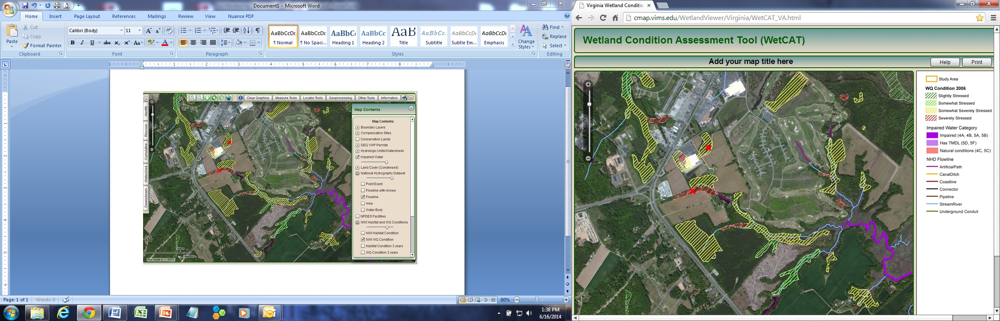 Document1 - Microsoft Word
Home Insert Page Layout References Mailings Review View Nuance PDF
Paste
Cut
Copy
Format Painter
Clipboard
Calibri (Body) 11
Font
Paragraph
AaBbCcDc AaBbCcDc AaBbCc AaBbCc AaB AaBbCc. AaBbCcDc AaBbCcDc
¶ Normal ¶ No Spaci... Heading 1 Heading 2 Title Subtitle Subtle Em... Emphasis
Change Styles
Styles
Find
Replace
Select
Editing
Clear Graphics Measure Tools Locator Tools Geoprocessing Other Tools Information
Identify
Rescore
Cumulative
Watershed
Downstream
Map Contents
Map Contents:
Boundary Layers
Compensation Sites
Conservation Lands
DEQ VWP Permits
Hydrologic Units/Watersheds
Impaired Water
Land Cover (Condensed)
National Hydrography Dataset
Point Event
Flowline with Arrows
Flowline
Area
Water Body
NPDES Facilities
NWI Habitat and WQ Conditions
NWI Habitat Condition
NWI WQ Condition
Habitat Condition 3 years
WQ Condition 3 years
Page: 1 of 1 Words: 0
80%
1:38 PM
6/16/2014
Virginia Wetland Conditio
cmap.vims.edu/WetlandViewer/Virginia/WetCAT_VA.html
Wetland Condition Assessment Tool (WetCAT)
Add your map title here
Help Print
Study Area
WQ Condition 2006
Slightly Stressed
Somewhat Stressed
Somewhat Severely Stressed
Severely Stressed
Impaired Water Category
Impaired (4A, 4B, 5A, 5B)
Has TMDL (5D, 5F)
Natural conditions (4C, 5C)
NHD Flowline
ArtificialPath
CanalDitch
Coastline
Connector
Pipeline
StreamRiver
Underground Conduit